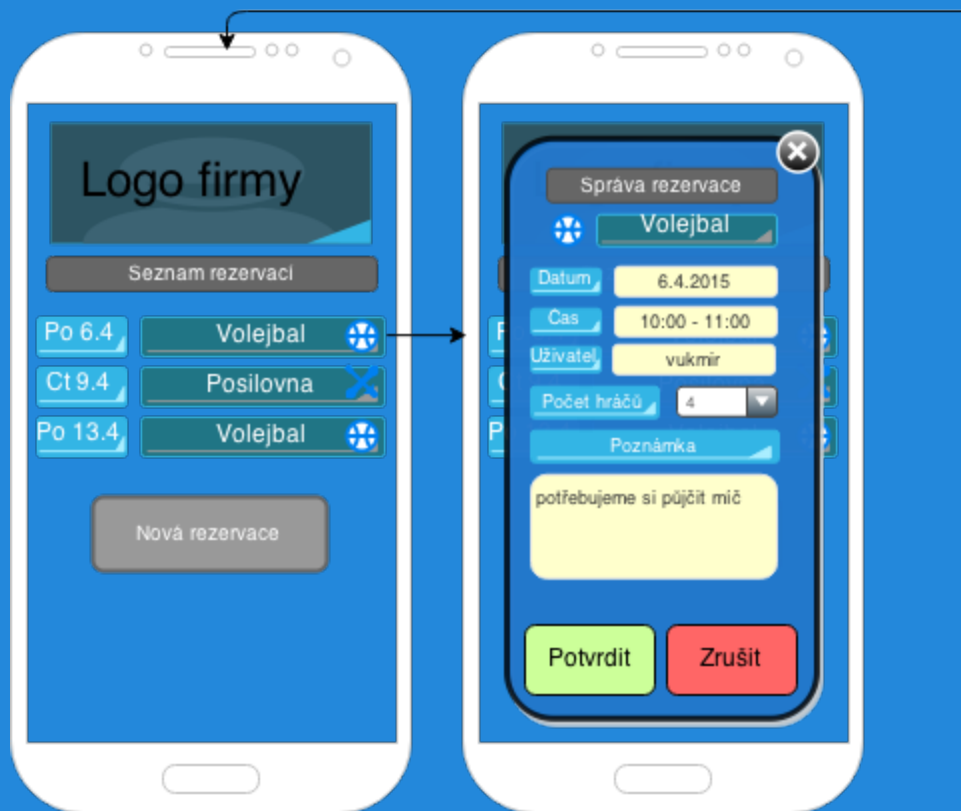 Logo firmy
Seznam rezervací
Po 6.4
Volejbal
Ct 9.4
Posilovna
Po 13.4
Volejbal
Nová rezervace
Správa rezervace
Volejbal
Datum
6.4.2015
Cas
10:00 - 11:00
Uživatel
vukmir
Počet hráčů
4
Poznámka
potřebujeme si půjčit míč
Potvrdit
Zrušit